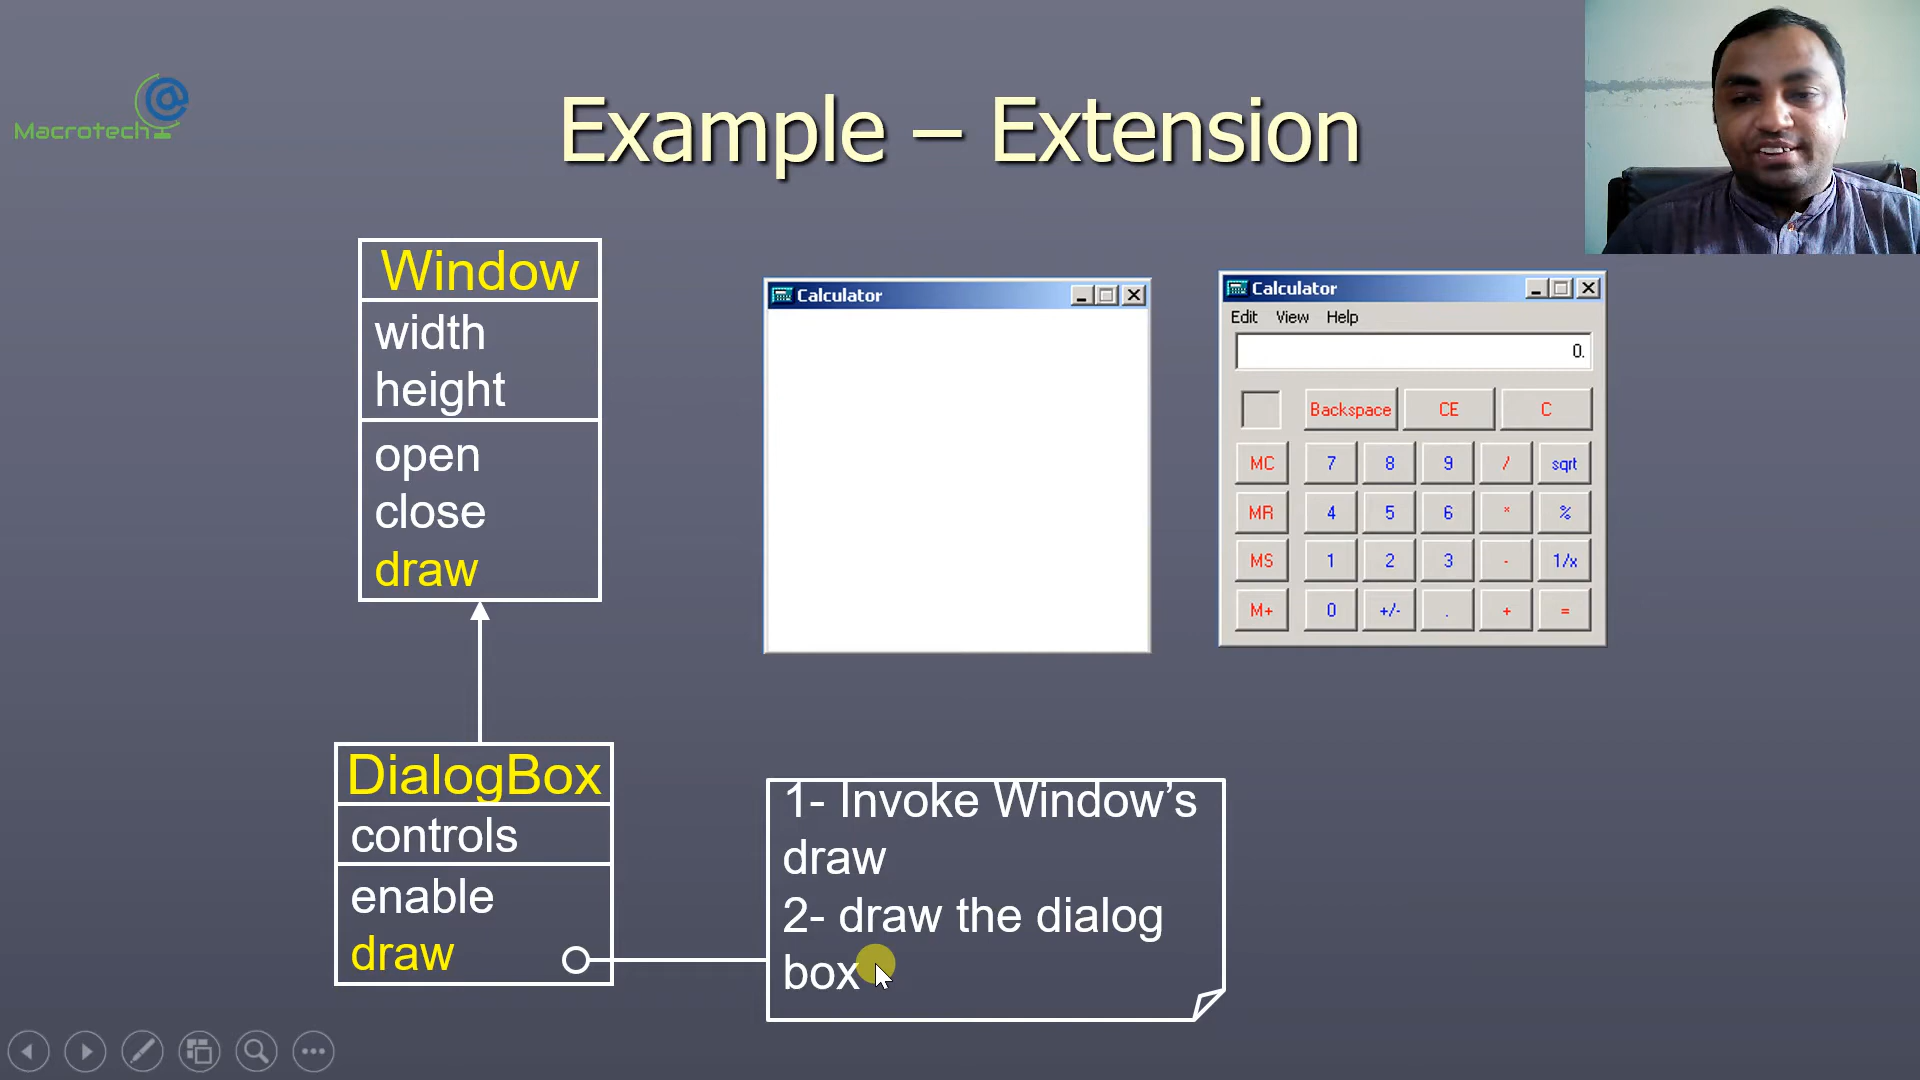 Macrotech
Example – Extension
Window
width
height
open
close
draw
DialogBox
controls
enable
draw
Calculator
Calculator
Edit View Help
0.
Backspace CE C
MC 7 8 9 / sqrt
MR 4 5 6 * %
MS 1 2 3 - 1/x
M+ 0 +/- . + =
1- Invoke Window’s
draw
2- draw the dialog
box